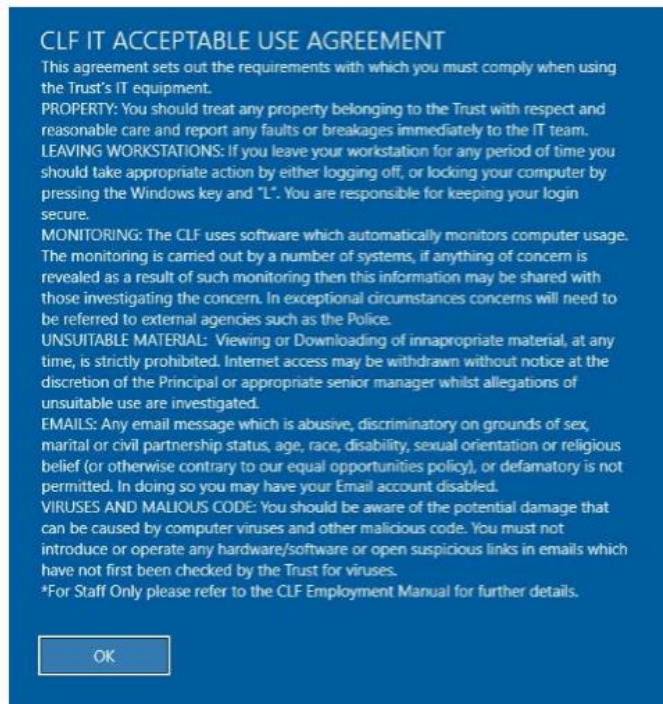 CLF IT ACCEPTABLE USE AGREEMENT
This agreement sets out the requirements with which you must comply when using
the Trust's IT equipment.
PROPERTY: You should treat any property belonging to the Trust with respect and
reasonable care and report any faults or breakages immediately to the IT team.
LEAVING WORKSTATIONS: If you leave your workstation for any period of time you
should take appropriate action by either logging off, or locking your computer by
pressing the Windows key and "L". You are responsible for keeping your login
secure.
MONITORING: The CLF uses software which automatically monitors computer usage.
The monitoring is carried out by a number of systems, if anything of concern is
revealed as a result of such monitoring then this information may be shared with
those investigating the concern. In exceptional circumstances concerns will need to
be referred to external agencies such as the Police.
UNSUITABLE MATERIAL:  Viewing or Downloading of innapropriate material, at any
time, is strictly prohibited. Internet access may be withdrawn without notice at the
discretion of the Principal or appropriate senior manager whilst allegations of
unsuitable use are investigated.
EMAILS: Any email message which is abusive, discriminatory on grounds of sex,
marital or civil partnership status, age, race, disability, sexual orientation or religious
belief (or otherwise contrary to our equal opportunities policy), or defamatory is not
permitted. In doing so you may have your Email account disabled.
VIRUSES AND MALIOUS CODE: You should be aware of the potential damage that
can be caused by computer viruses and other malicious code. You must not
introduce or operate any hardware/software or open suspicious links in emails which
have not first been checked by the Trust for viruses.
*For Staff Only please refer to the CLF Employment Manual for further details.
OK